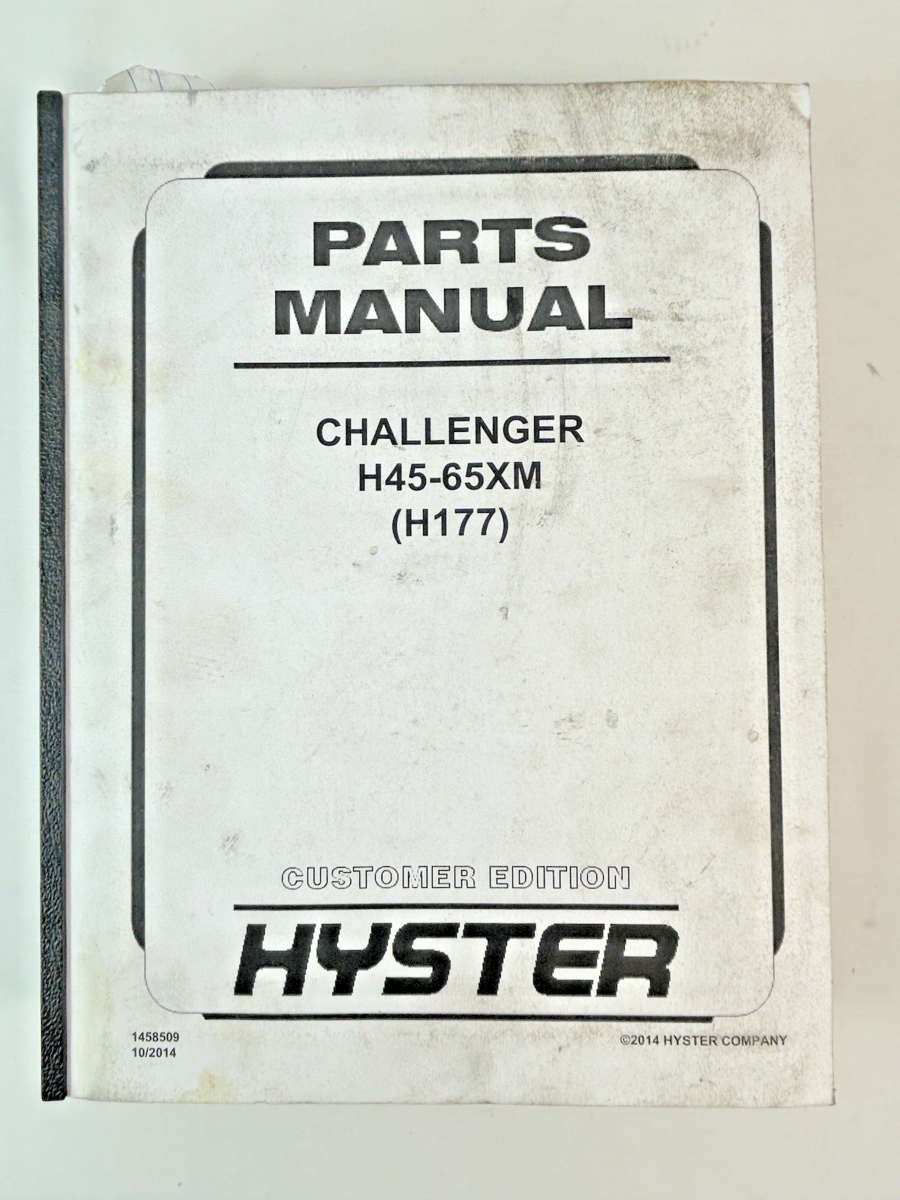 PARTS
MANUAL
CHALLENGER
H45-65XM
(H177)
CUSTOMER EDITION
HYSTER
1458509
10/2014
©2014 HYSTER COMPANY